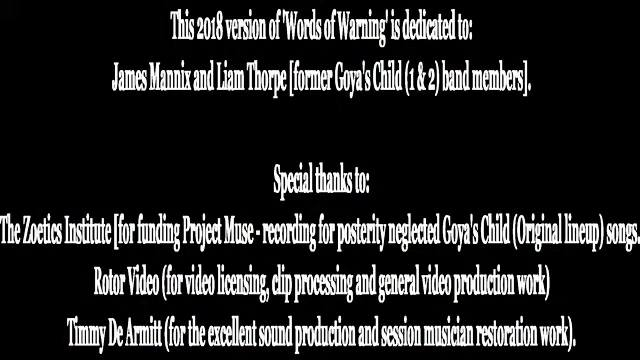 This 2018 version of 'Words of Warning' is dedicated to:
James Mannix and Liam Thorpe [former Goya's Child (1 & 2) band members].
Special thanks to:
The Zoetics Institute [for funding Project Muse - recording for posterity neglected Goya's Child (Original lineup) songs.
Rotor Video (for video licensing, clip processing and general video production work)
Timmy De Armitt (for the excellent sound production and session musician restoration work).